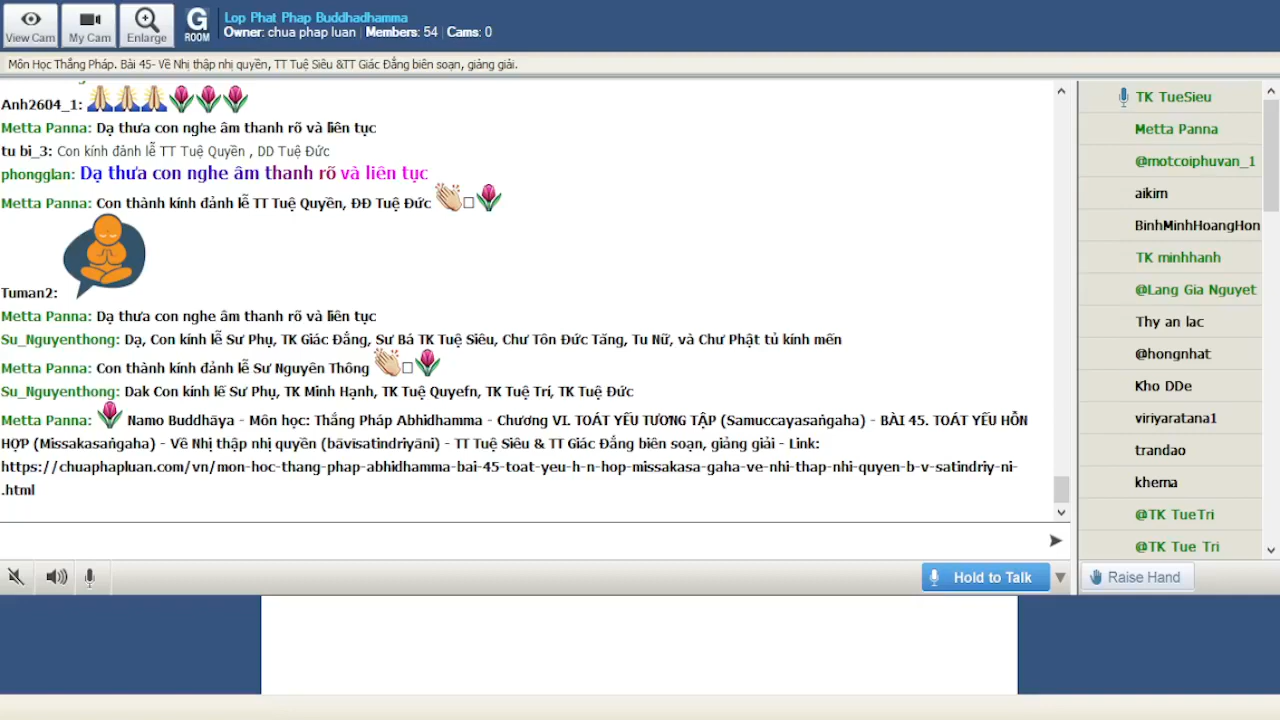 View Cam
My Cam
Enlarge
G
ROOM
Lop Phat Phap Buddhadhamma
Owner: chua phap luan | Members: 54 | Cams: 0
Môn Học Thắng Pháp. Bài 45- Về Nhị thập nhị quyền, TT Tuệ Siêu &TT Giác Đẳng biên soạn, giảng giải.
Anh2604_1:
Metta Panna: Dạ thưa con nghe âm thanh rõ và liên tục
tu bi_3: Con kính đảnh lễ TT Tuệ Quyền , DD Tuệ Đức
phongglan: Dạ thưa con nghe âm thanh rõ và liên tục
Metta Panna: Con thành kính đảnh lễ TT Tuệ Quyền, ĐĐ Tuệ Đức
Tuman2:
Metta Panna: Dạ thưa con nghe âm thanh rõ và liên tục
Su_Nguyenthong: Dạ, Con kính lễ Sư Phụ, TK Giác Đẳng, Sư Bá TK Tuệ Siêu, Chư Tôn Đức Tăng, Tu Nữ, và Chư Phật tủ kính mến
Metta Panna: Con thành kính đảnh lễ Sư Nguyên Thông
Su_Nguyenthong: Dak Con kính lễ Sư Phụ, TK Minh Hạnh, TK Tuệ Quyefn, TK Tuệ Trí, TK Tuệ Đức
Metta Panna: Namo Buddhāya - Môn học: Thắng Pháp Abhidhamma - Chương VI. TOÁT YẾU TƯƠNG TẬP (Samuccayasaṅgaha) - BÀI 45. TOÁT YẾU HỖN
HỢP (Missakasaṅgaha) - Về Nhị thập nhị quyền (bāvisatindriyāni) - TT Tuệ Siêu & TT Giác Đẳng biên soạn, giảng giải - Link:
https://chuaphapluan.com/vn/mon-hoc-thang-phap-abhidhamma-bai-45-toat-yeu-h-n-hop-missakasa-gaha-ve-nhi-thap-nhi-quyen-b-v-satindriy-ni-
.html
Hold to Talk
TK TueSieu
Metta Panna
@motcoiphuvan_1
aikim
BinhMinhHoangHon
TK minhhanh
@Lang Gia Nguyet
Thy an lac
@hongnhat
Kho DDe
viriyaratana1
trandao
khema
@TK TueTri
@TK Tue Tri
Raise Hand